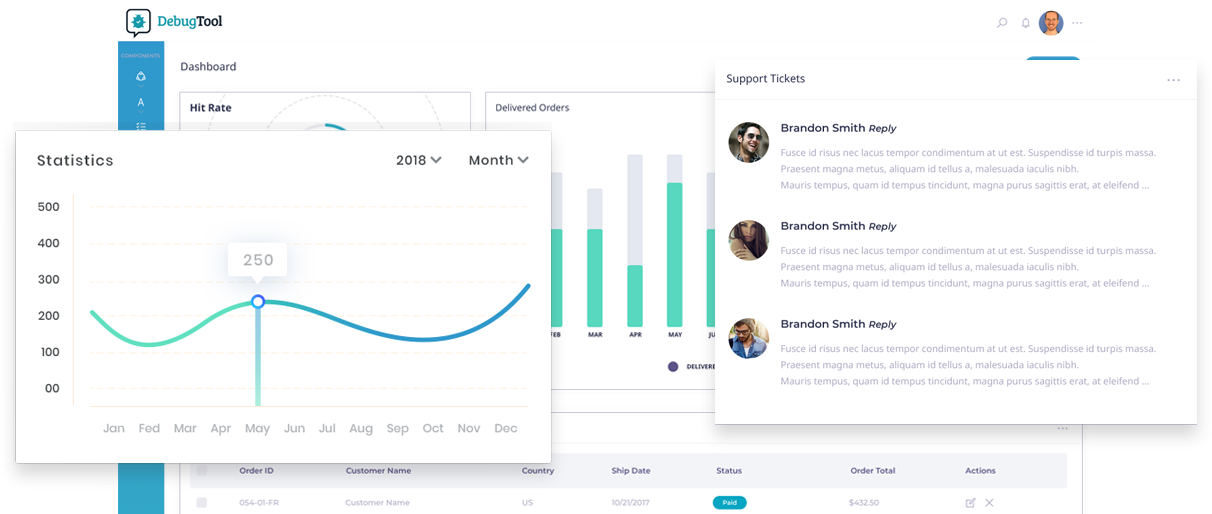 DebugTool
COMPONENTS
Dashboard
A
Hit Rate
Delivered Orders
FEB
MAR
APR
MAY
Statistics
2018
Month
500
400
300
200
100
00
250
Jan Fed Mar Apr May Jun Jul Aug Sep Oct Nov Dec
Support Tickets
Brandon Smith Reply
Fusce id risus nec lacus tempor condimentum at ut est. Suspendisse id turpis massa.
Praesent magna metus, aliquam id tellus a, malesuada iaculis nibh.
Mauris tempus, quam id tempus tincidunt, magna purus sagittis erat, at eleifend ...
Brandon Smith Reply
Fusce id risus nec lacus tempor condimentum at ut est. Suspendisse id turpis massa.
Praesent magna metus, aliquam id tellus a, malesuada iaculis nibh.
Mauris tempus, quam id tempus tincidunt, magna purus sagittis erat, at eleifend ...
Brandon Smith Reply
Fusce id risus nec lacus tempor condimentum at ut est. Suspendisse id turpis massa.
Praesent magna metus, aliquam id tellus a, malesuada iaculis nibh.
Mauris tempus, quam id tempus tincidunt, magna purus sagittis erat, at eleifend ...
Order ID Customer Name Country Ship Date Status Order Total Actions
054-01-FR Customer Name US 10/21/2017 Paid $432.50